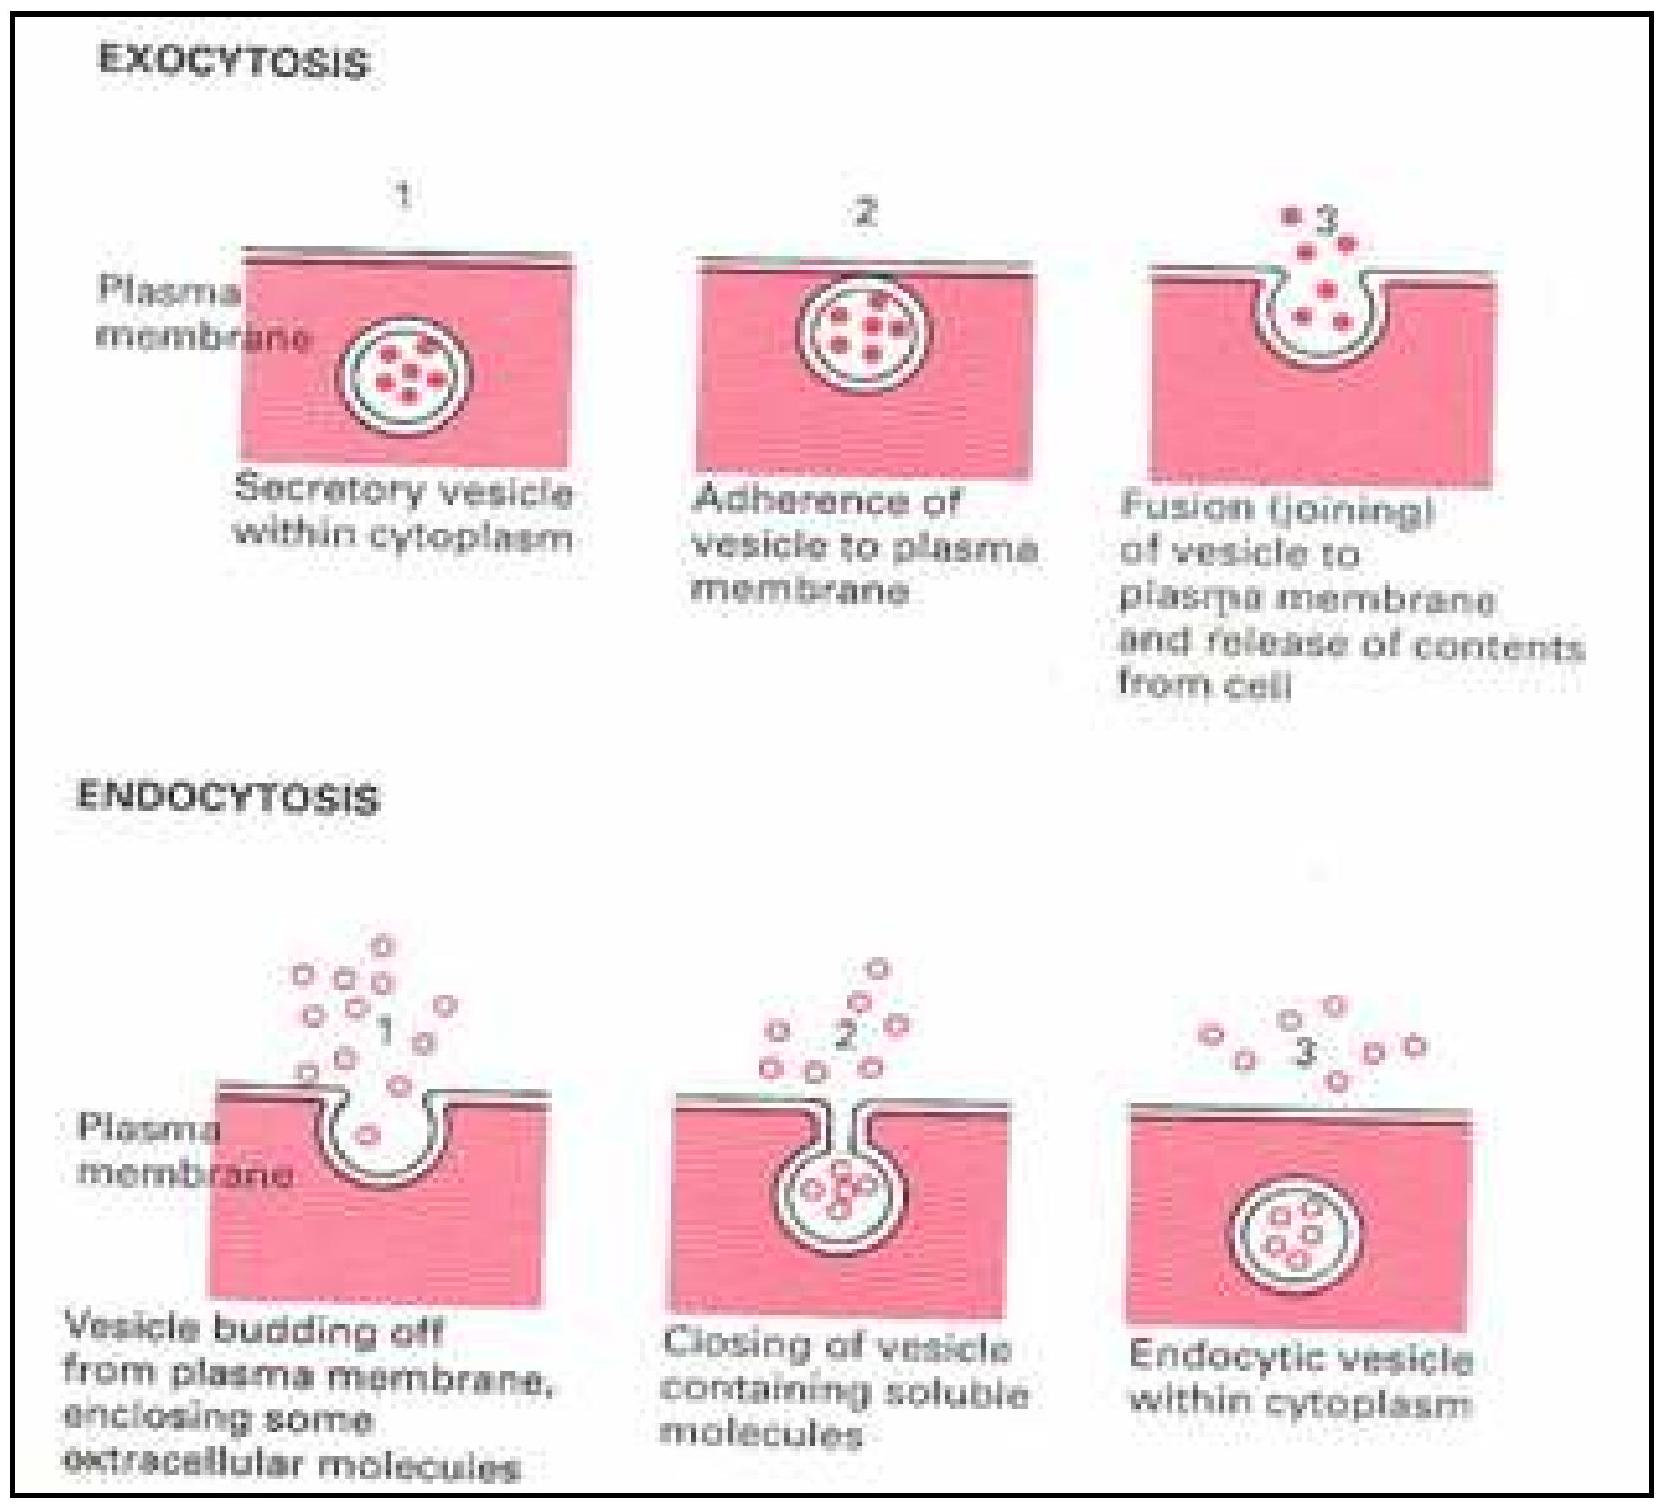 EXOCYTOSIS
1
2
3
Plasma
membrane
Secretory vesicle
within cytoplasm
Adherence of
vesicle to plasma
membrane
Fusion (joining)
of vesicle to
plasma membrane
and release of contents
from cell
ENDOCYTOSIS
1
2
3
Plasma
membrane
Vesicle budding off
from plasma membrane,
enclosing some
extracellular molecules
Closing of vesicle
containing soluble
molecules
Endocytic vesicle
within cytoplasm